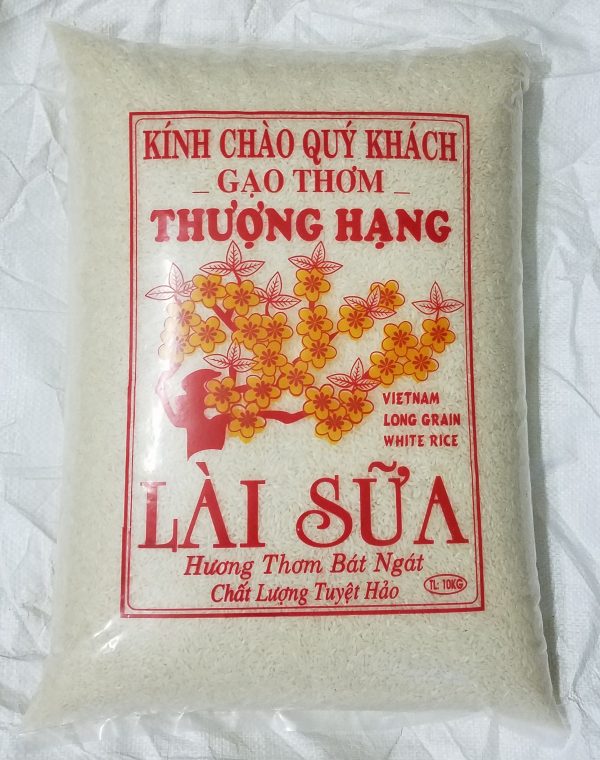 KÍNH CHÀO QUÝ KHÁCH
_ GẠO THƠM _
THƯỢNG HẠNG
VIETNAM
LONG GRAIN
WHITE RICE
LÀI SỮA
Hương Thơm Bát Ngát
Chất Lượng Tuyệt Hảo
TL: 10KG